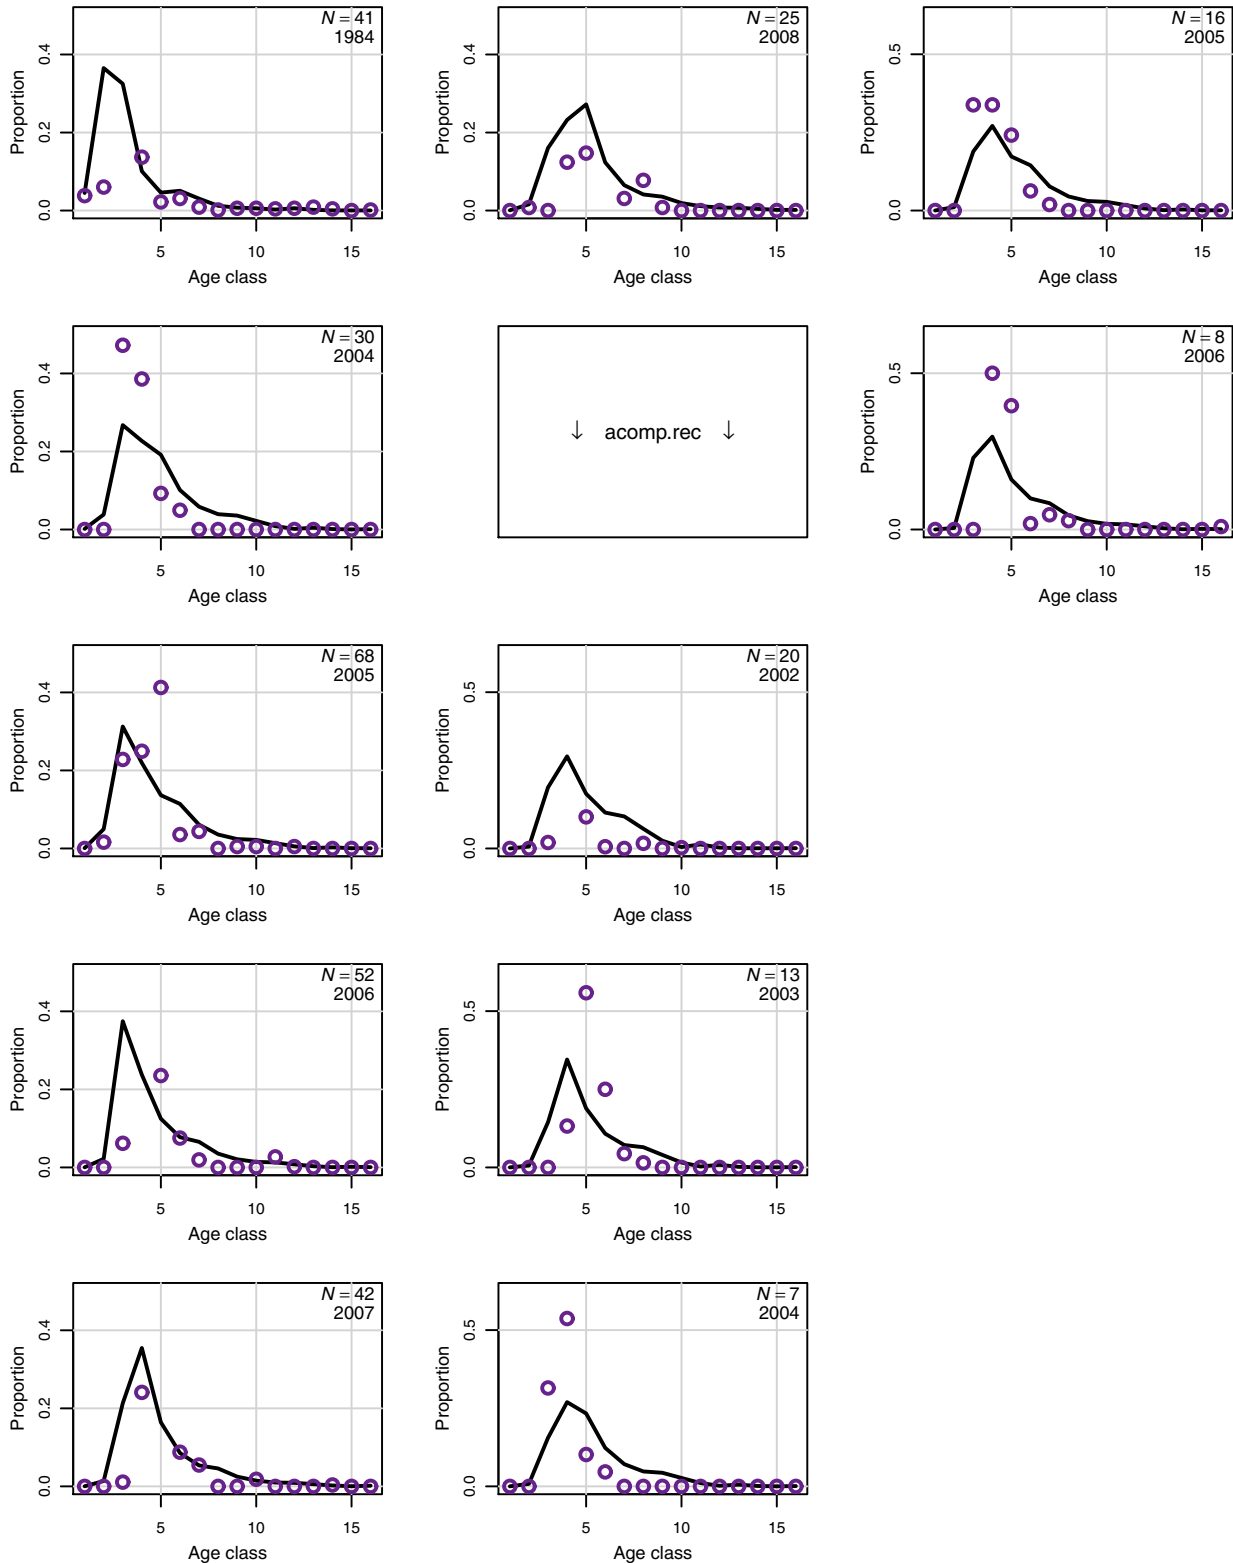 N = 41
1984
0.4
0.2
0.0
Proportion
5 10 15
Age class
N = 30
2004
0.4
0.2
0.0
Proportion
5 10 15
Age class
N = 68
2005
0.4
0.2
0.0
Proportion
5 10 15
Age class
N = 52
2006
0.4
0.2
0.0
Proportion
5 10 15
Age class
N = 42
2007
0.4
0.2
0.0
Proportion
5 10 15
Age class
N = 25
2008
0.4
0.2
0.0
Proportion
5 10 15
Age class
↓ acomp.rec ↓
N = 20
2002
0.5
0.0
Proportion
5 10 15
Age class
N = 13
2003
0.5
0.0
Proportion
5 10 15
Age class
N = 7
2004
0.5
0.0
Proportion
5 10 15
Age class
N = 16
2005
0.5
0.0
Proportion
5 10 15
Age class
N = 8
2006
0.5
0.0
Proportion
5 10 15
Age class